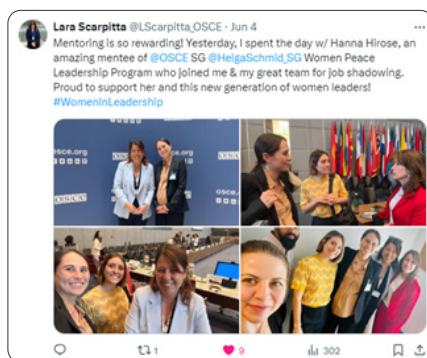 Lara Scarpitta @LScarpitta_OSCE · Jun 4
Mentoring is so rewarding! Yesterday, I spent the day w/ Hanna Hirose, an
amazing mentee of @OSCE SG @HelgaSchmid_SG Women Peace
Leadership Program who joined me & my great team for job shadowing.
Proud to support her and this new generation of women leaders!
#WomenInLeadership
osce.org
OSCE
1
9
302